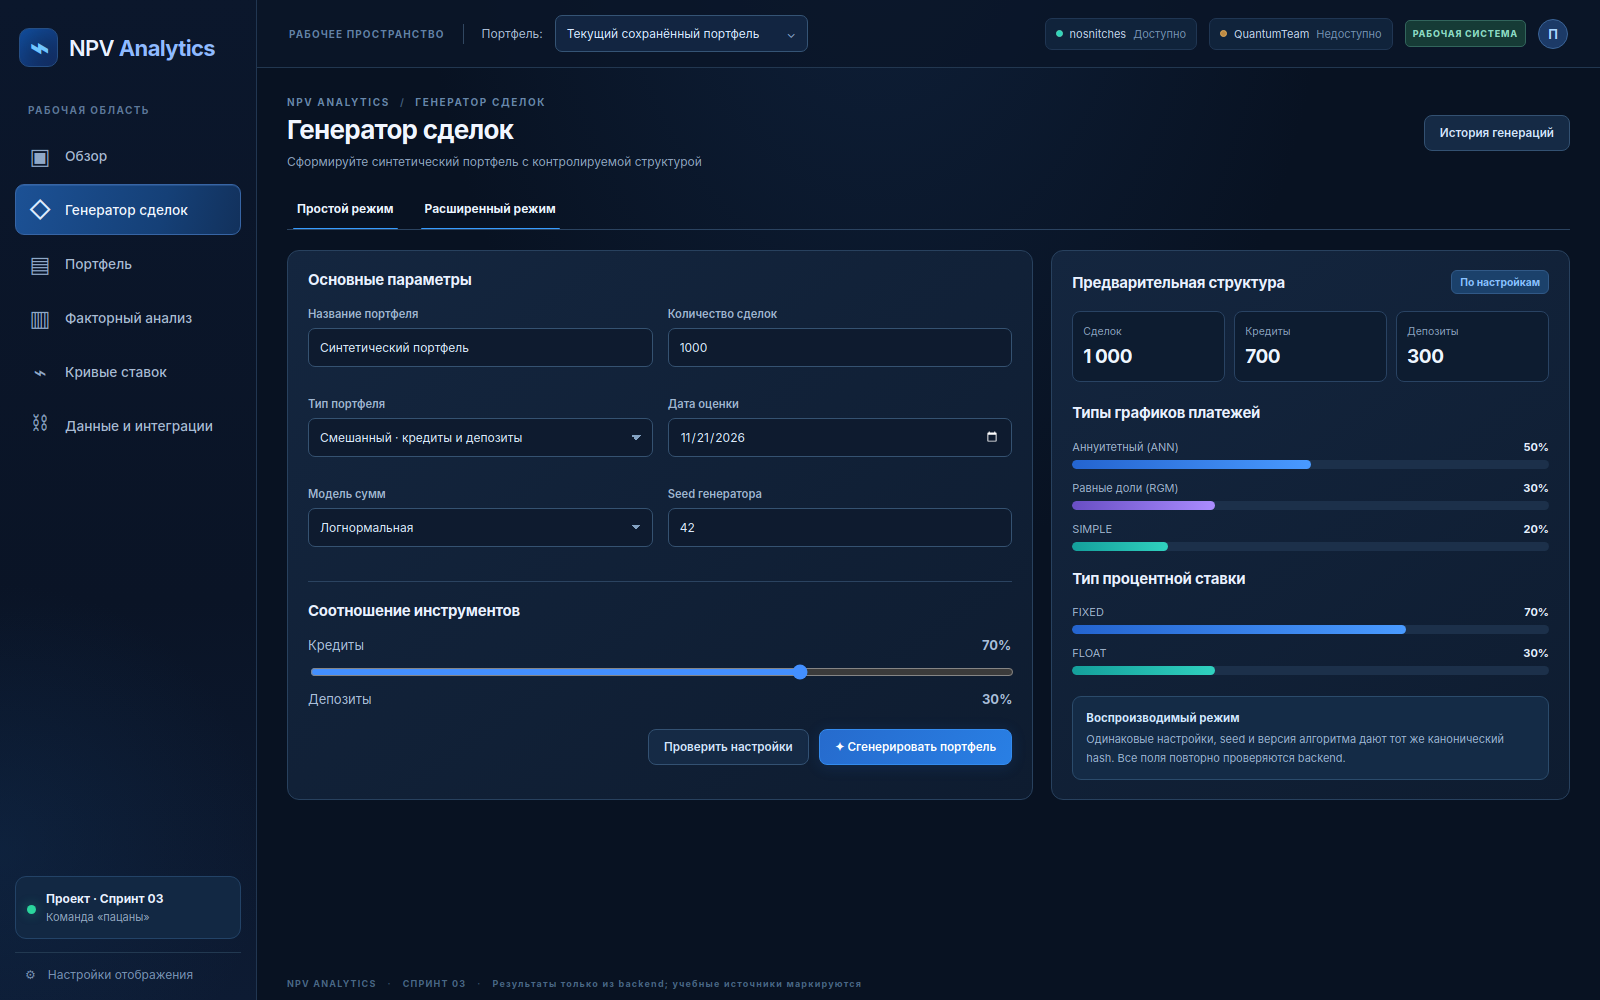 NPV Analytics
РАБОЧАЯ ОБЛАСТЬ
Обзор
Генератор сделок
Портфель
Факторный анализ
Кривые ставок
Данные и интеграции
Проект · Спринт 03
Команда «пацаны»
Настройки отображения
РАБОЧЕЕ ПРОСТРАНСТВО
Портфель:
Текущий сохранённый портфель
nosnitches Доступно
QuantumTeam Недоступно
РАБОЧАЯ СИСТЕМА
П
NPV ANALYTICS / ГЕНЕРАТОР СДЕЛОК
Генератор сделок
Сформируйте синтетический портфель с контролируемой структурой
История генераций
Простой режим
Расширенный режим
Основные параметры
Название портфеля
Синтетический портфель
Количество сделок
1000
Тип портфеля
Смешанный · кредиты и депозиты
Дата оценки
11/21/2026
Модель сумм
Логнормальная
Seed генератора
42
Соотношение инструментов
Кредиты 70%
Депозиты 30%
Проверить настройки
✦ Сгенерировать портфель
Предварительная структура
По настройкам
Сделок
1 000
Кредиты
700
Депозиты
300
Типы графиков платежей
Аннуитетный (ANN) 50%
Равные доли (RGM) 30%
SIMPLE 20%
Тип процентной ставки
FIXED 70%
FLOAT 30%
Воспроизводимый режим
Одинаковые настройки, seed и версия алгоритма дают тот же канонический
hash. Все поля повторно проверяются backend.
NPV ANALYTICS · СПРИНТ 03 · Результаты только из backend; учебные источники маркируются